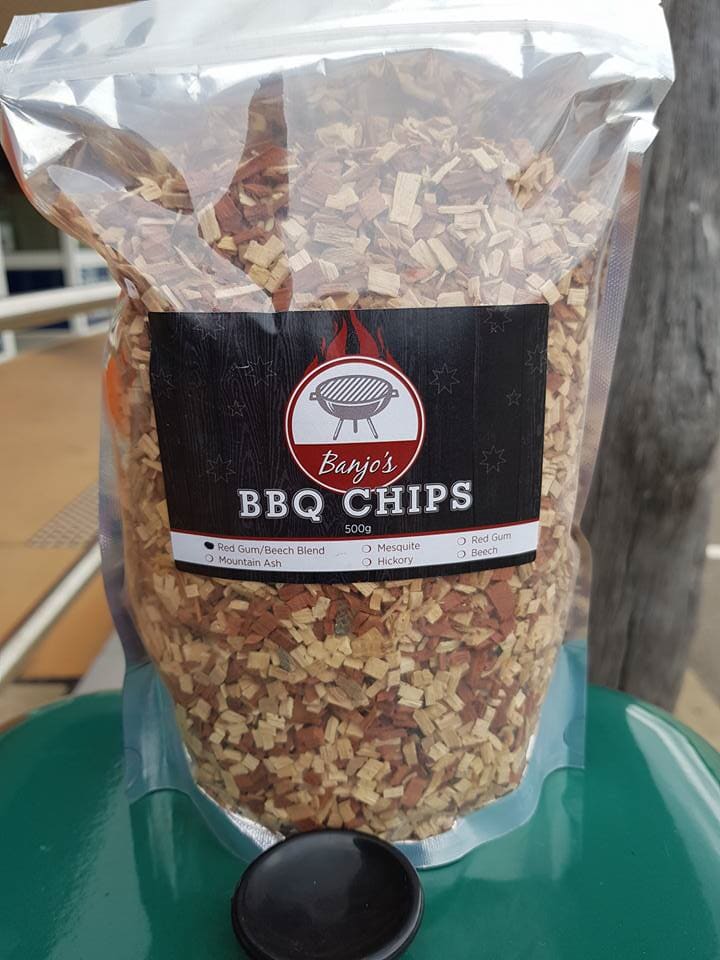 Banjo's
BBQ CHIPS
500g
Red Gum/Beech Blend Mesquite Red Gum
Mountain Ash Hickory Beech